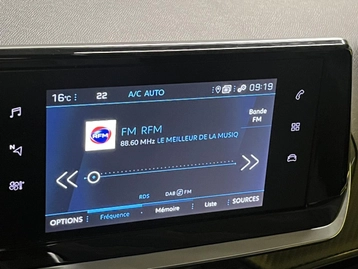 16°C 22 A/C AUTO 09:19
Bande
FM
RFM
FM RFM
88.60 MHz LE MEILLEUR DE LA MUSIQ
RDS DAB FM
OPTIONS Fréquence Mémoire Liste SOURCES